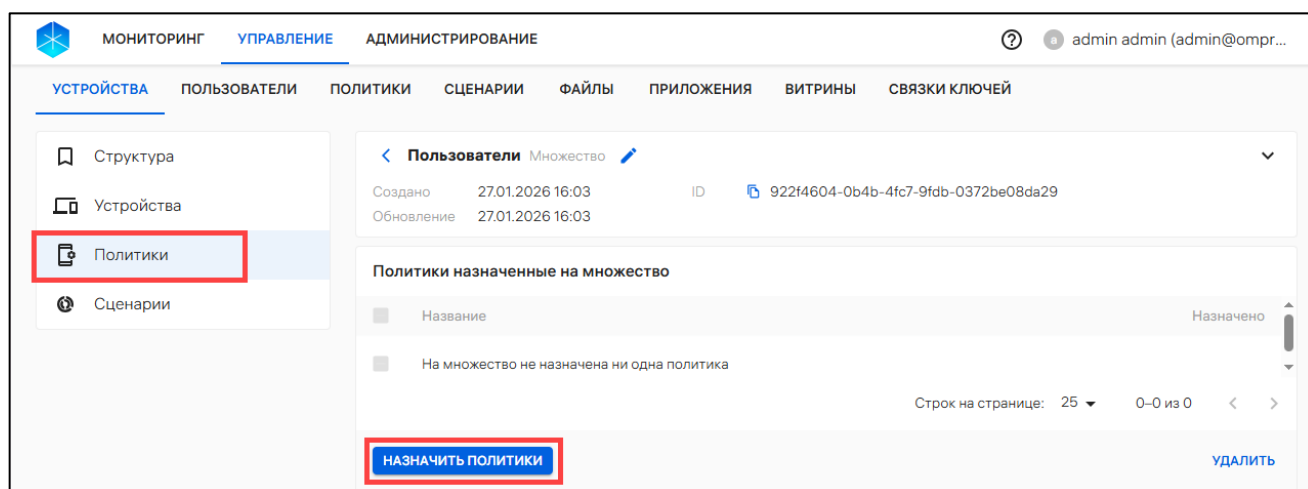 МОНИТОРИНГ УПРАВЛЕНИЕ АДМИНИСТРИРОВАНИЕ a admin admin (admin@ompr...
УСТРОЙСТВА ПОЛЬЗОВАТЕЛИ ПОЛИТИКИ СЦЕНАРИИ ФАЙЛЫ ПРИЛОЖЕНИЯ ВИТРИНЫ СВЯЗКИ КЛЮЧЕЙ
Структура
Устройства
Политики
Сценарии
Пользователи Множество
Создано 27.01.2026 16:03 ID 922f4604-0b4b-4fc7-9fdb-0372be08da29
Обновление 27.01.2026 16:03
Политики назначенные на множество
Название Назначено
На множество не назначена ни одна политика
Строк на странице: 25 0–0 из 0
НАЗНАЧИТЬ ПОЛИТИКИ УДАЛИТЬ